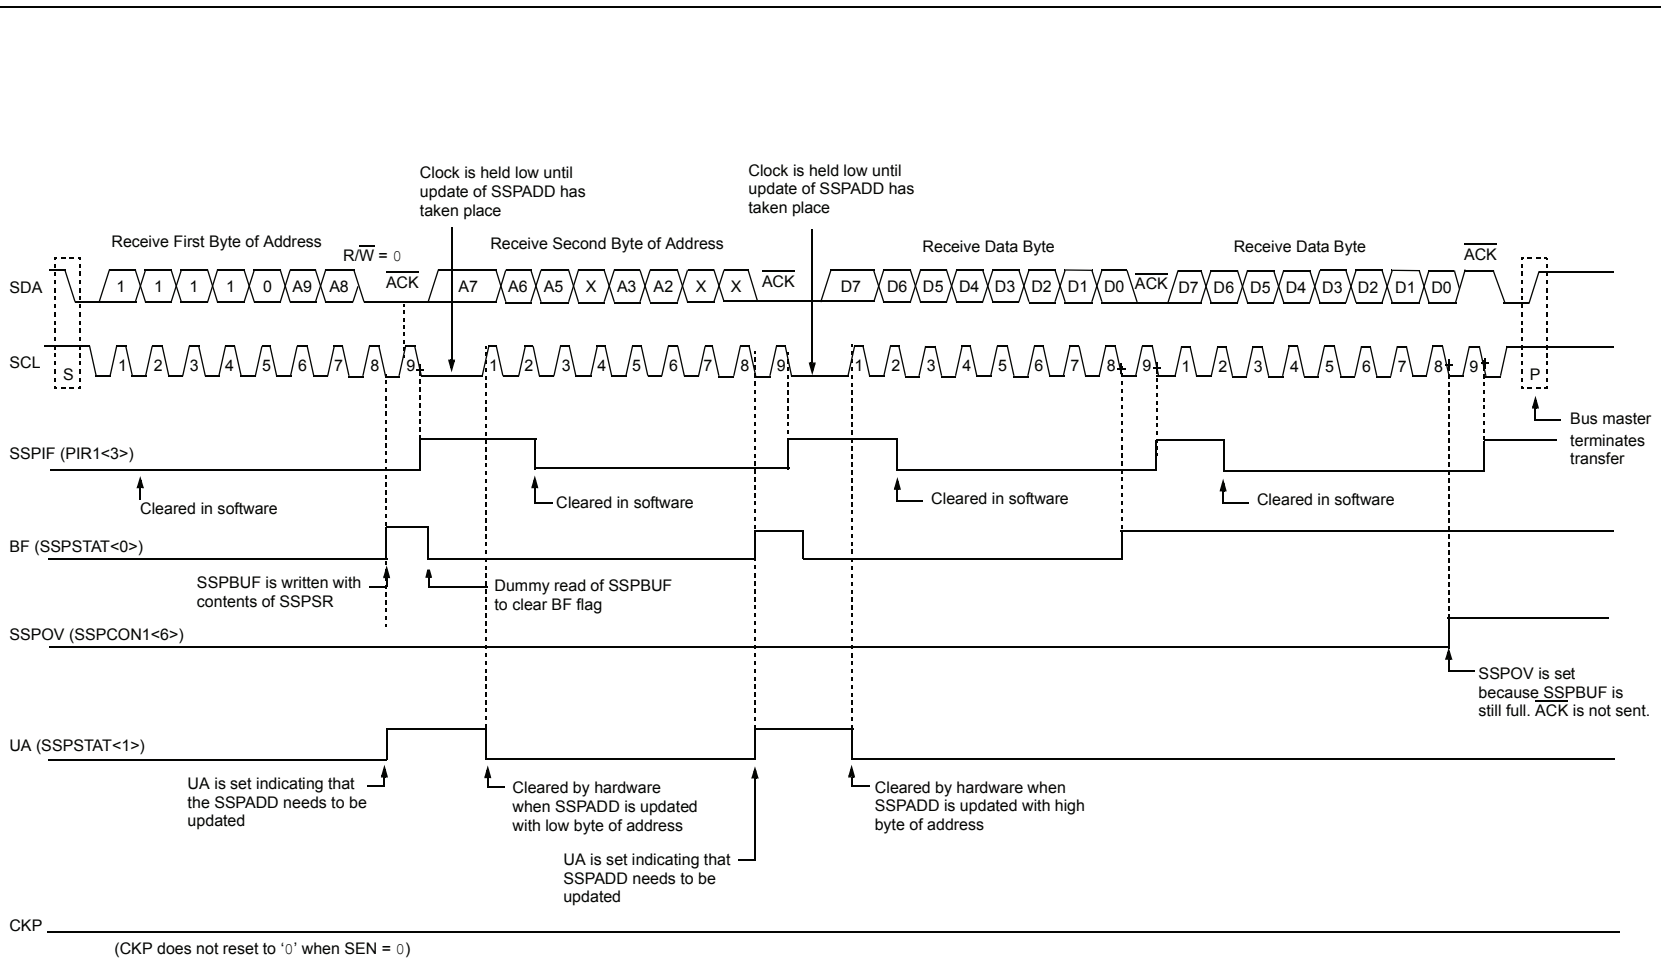 Clock is held low until
update of SSPADD has
taken place
Clock is held low until
update of SSPADD has
taken place
Receive First Byte of Address
R/W = 0
ACK
Receive Second Byte of Address
ACK
Receive Data Byte
ACK
Receive Data Byte
ACK
SDA
1 1 1 1 0 A9 A8
A7 A6 A5 X A3 A2 X X
D7 D6 D5 D4 D3 D2 D1 D0
D7 D6 D5 D4 D3 D2 D1 D0
SCL
S
1 2 3 4 5 6 7 8 9
1 2 3 4 5 6 7 8 9
1 2 3 4 5 6 7 8 9
1 2 3 4 5 6 7 8 9
P
Bus master
terminates
transfer
SSPIF (PIR1<3>)
Cleared in software
Cleared in software
Cleared in software
Cleared in software
BF (SSPSTAT<0>)
SSPBUF is written with
contents of SSPSR
Dummy read of SSPBUF
to clear BF flag
SSPOV (SSPCON1<6>)
SSPOV is set
because SSPBUF is
still full. ACK is not sent.
UA (SSPSTAT<1>)
UA is set indicating that
the SSPADD needs to be
updated
Cleared by hardware
when SSPADD is updated
with low byte of address
UA is set indicating that
SSPADD needs to be
updated
Cleared by hardware when
SSPADD is updated with high
byte of address
CKP
(CKP does not reset to ‘0’ when SEN = 0)